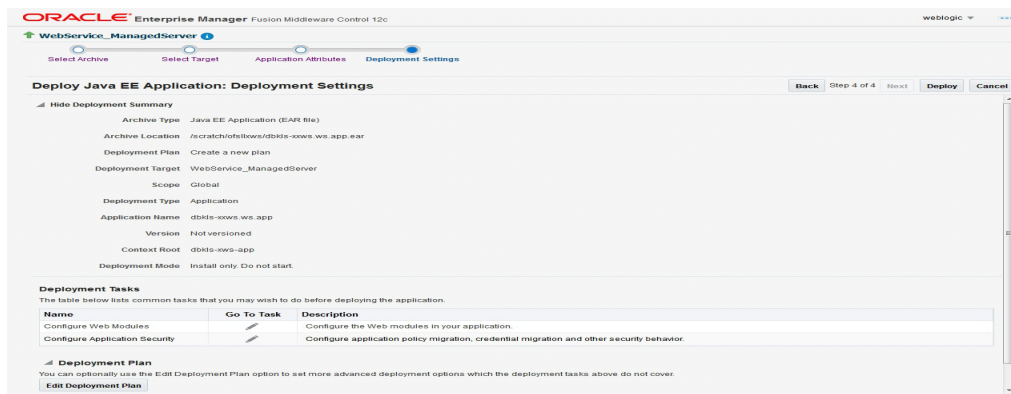 ORACLE Enterprise Manager Fusion Middleware Control 12c
weblogic
WebService_ManagedServer
Select Archive Select Target Application Attributes Deployment Settings
Deploy Java EE Application: Deployment Settings
Back Step 4 of 4 Next Deploy Cancel
Hide Deployment Summary
Archive Type Java EE Application (EAR file)
Archive Location /scratch/ofsllxws/dbkls-xxws.ws.app.ear
Deployment Plan Create a new plan
Deployment Target WebService_ManagedServer
Scope Global
Deployment Type Application
Application Name dbkls-xxws.ws.app
Version Not versioned
Context Root dbkls-xws-app
Deployment Mode Install only. Do not start.
Deployment Tasks
The table below lists common tasks that you may wish to do before deploying the application.
Name Go To Task Description
Configure Web Modules Configure the Web modules in your application.
Configure Application Security Configure application policy migration, credential migration and other security behavior.
Deployment Plan
You can optionally use the Edit Deployment Plan option to set more advanced deployment options which the deployment tasks above do not cover.
Edit Deployment Plan